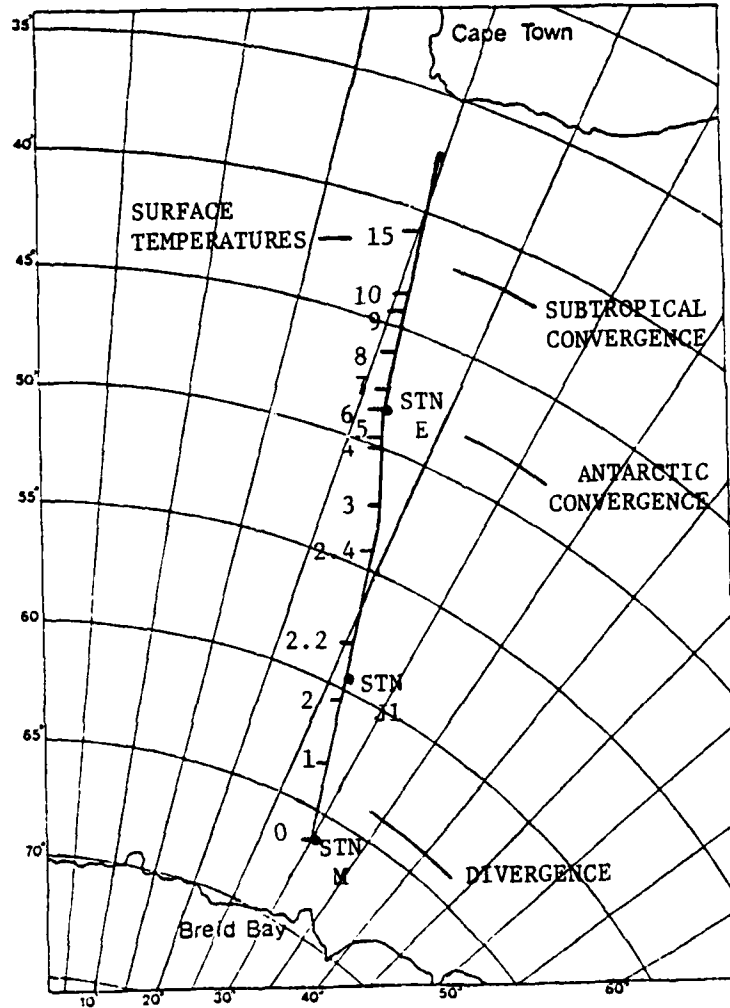 35°
Cape Town
40°
SURFACE
TEMPERATURES
15
45°
10
SUBTROPICAL
CONVERGENCE
9
8
50°
7
6
STN
E
5
4
ANTARCTIC
CONVERGENCE
55°
3
2.4
60
2.2
STN
J1
2
65°
1
0
STN
M
70°
DIVERGENCE
Breid Bay
10° 20° 30° 40° 50° 60°